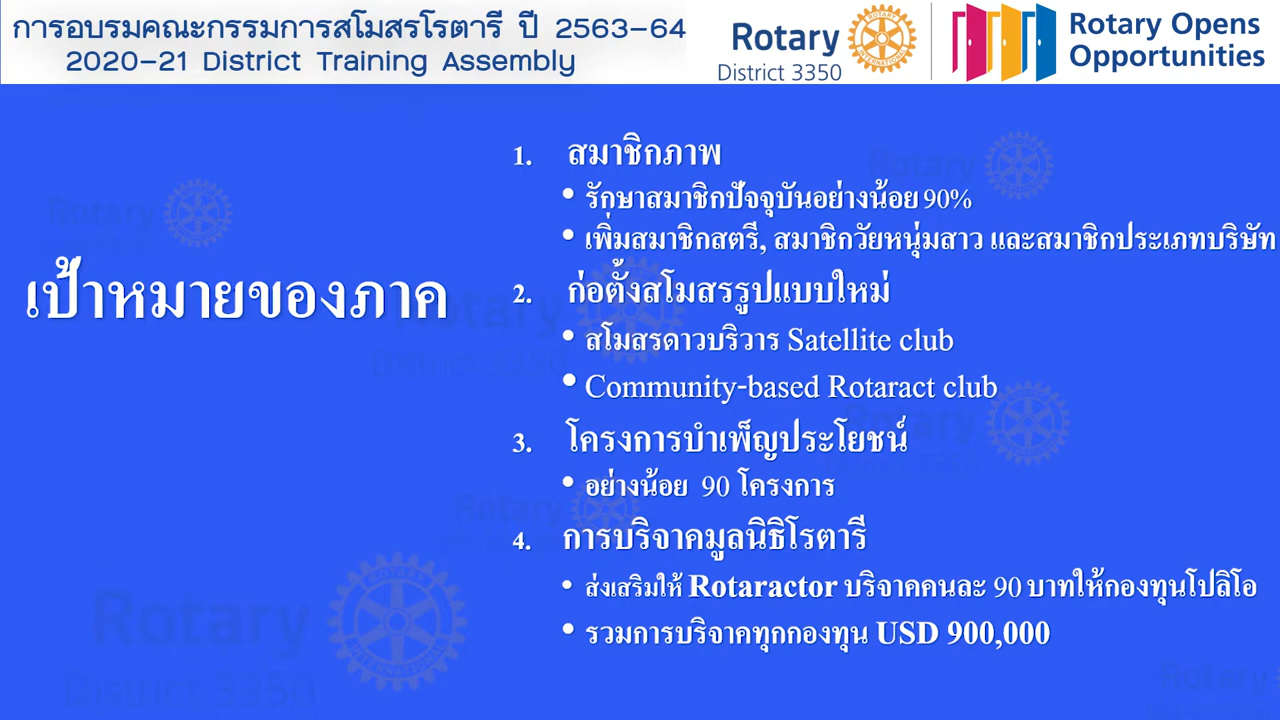 การอบรมคณะกรรมการสโมสรโรตารี ปี 2563-64
2020-21 District Training Assembly
Rotary
District 3350
Rotary Opens
Opportunities
เป้าหมายของภาค
1. สมาชิกภาพ
• รักษาสมาชิกปัจจุบันอย่างน้อย 90%
• เพิ่มสมาชิกสตรี, สมาชิกวัยหนุ่มสาว และสมาชิกประเภทบริษัท
2. ก่อตั้งสโมสรรูปแบบใหม่
• สโมสรดาวบริวาร Satellite club
• Community-based Rotaract club
3. โครงการบำเพ็ญประโยชน์
• อย่างน้อย 90 โครงการ
4. การบริจาคมูลนิธิโรตารี
• ส่งเสริมให้ Rotaractor บริจาคคนละ 90 บาทให้กองทุนโปลิโอ
• รวมการบริจาคทุกกองทุน USD 900,000
Rotary
Rotary
Rotary
District 3350
Rotary
District 3350
Rotary
Rotary
INTERNATIONAL
District 3350
Rotary